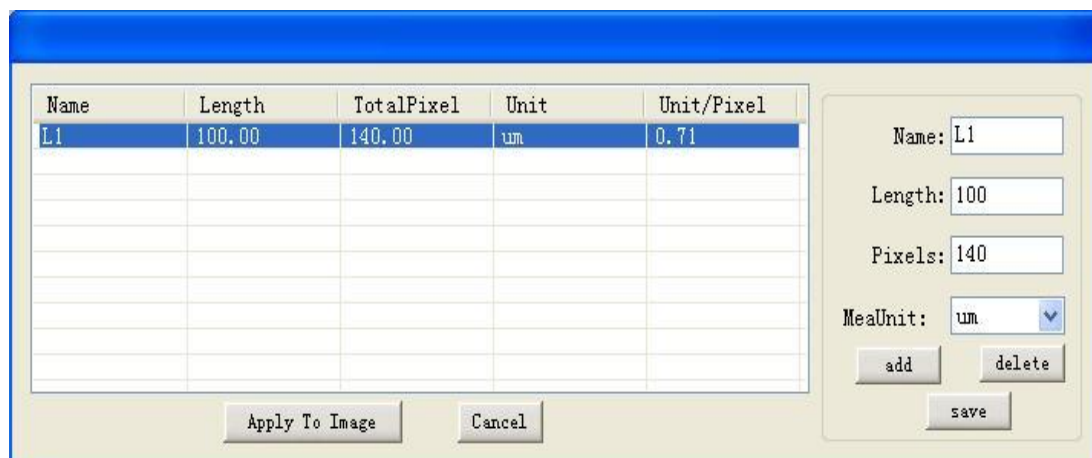 Name Length TotalPixel Unit Unit/Pixel
L1 100.00 140.00 um 0.71
Name: L1
Length: 100
Pixels: 140
MeaUnit: um
add delete
save
Apply To Image Cancel